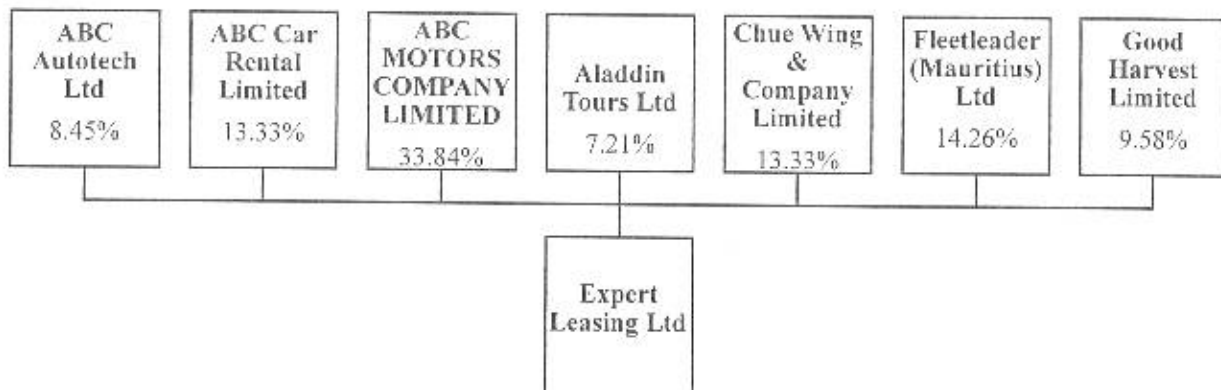 ABC
Autotech
Ltd
8.45%
ABC Car
Rental
Limited
13.33%
ABC
MOTORS
COMPANY
LIMITED
33.84%
Aladdin
Tours Ltd
7.21%
Chue Wing
&
Company
Limited
13.33%
Fleetleader
(Mauritius)
Ltd
14.26%
Good
Harvest
Limited
9.58%
Expert
Leasing Ltd